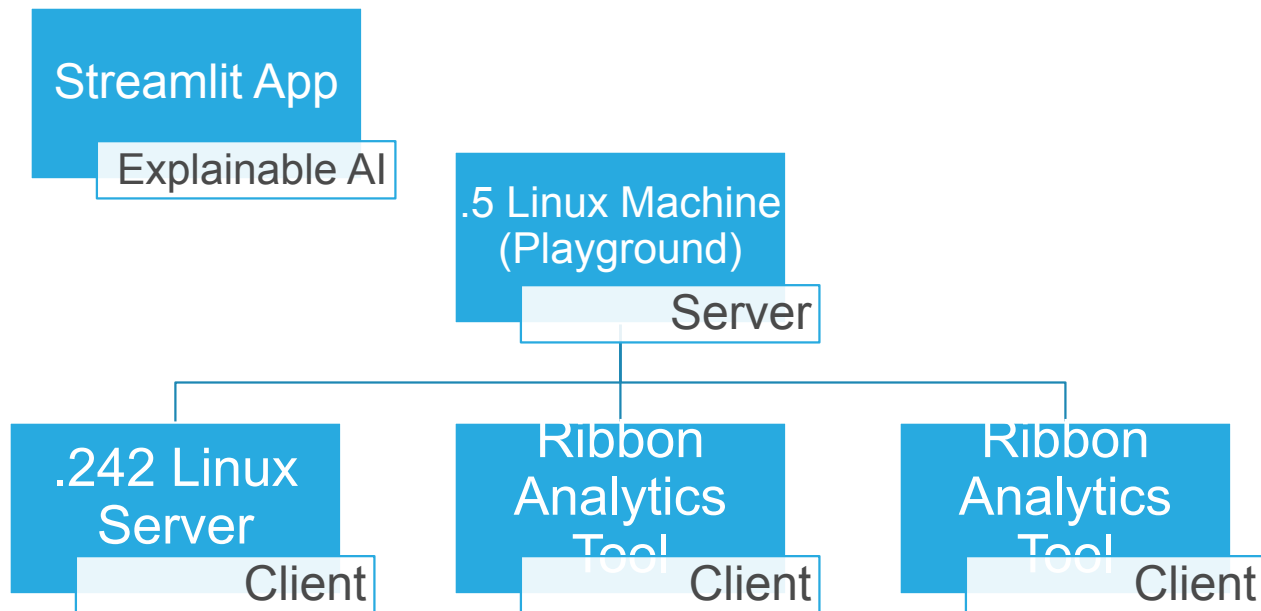 Streamlit App
Explainable AI
.5 Linux Machine
(Playground)
Server
.242 Linux
Server
Client
Ribbon
Analytics
Tool
Client
Ribbon
Analytics
Tool
Client